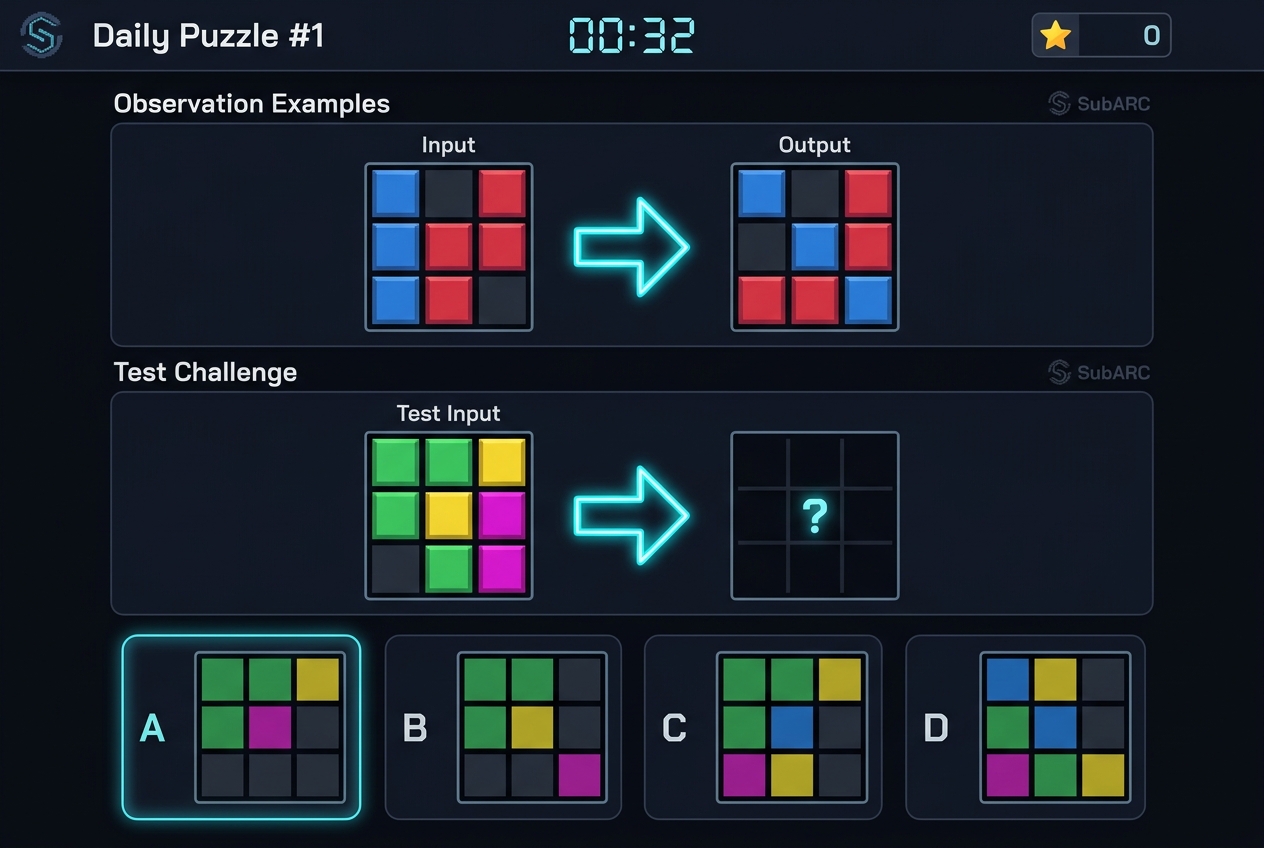 Daily Puzzle #1
00:32
0
Observation Examples
SubARC
Input
Output
Test Challenge
SubARC
Test Input
?
A
B
C
D